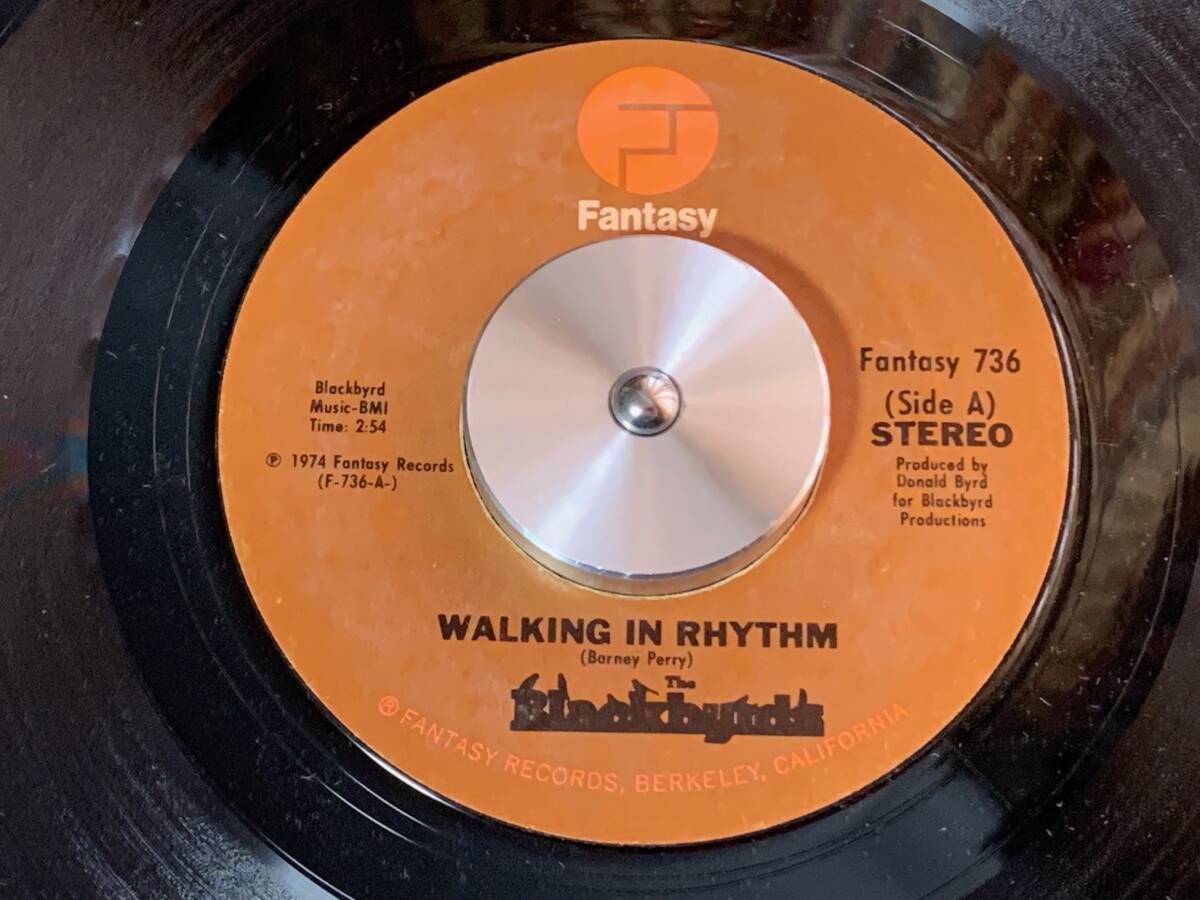 Fantasy
Blackbyrd
Music-BMI
Time: 2:54
℗ 1974 Fantasy Records
(F-736-A-)
Fantasy 736
(Side A)
STEREO
Produced by
Donald Byrd
for Blackbyrd
Productions
WALKING IN RHYTHM
(Barney Perry)
The
Blackbyrds
® FANTASY RECORDS, BERKELEY, CALIFORNIA